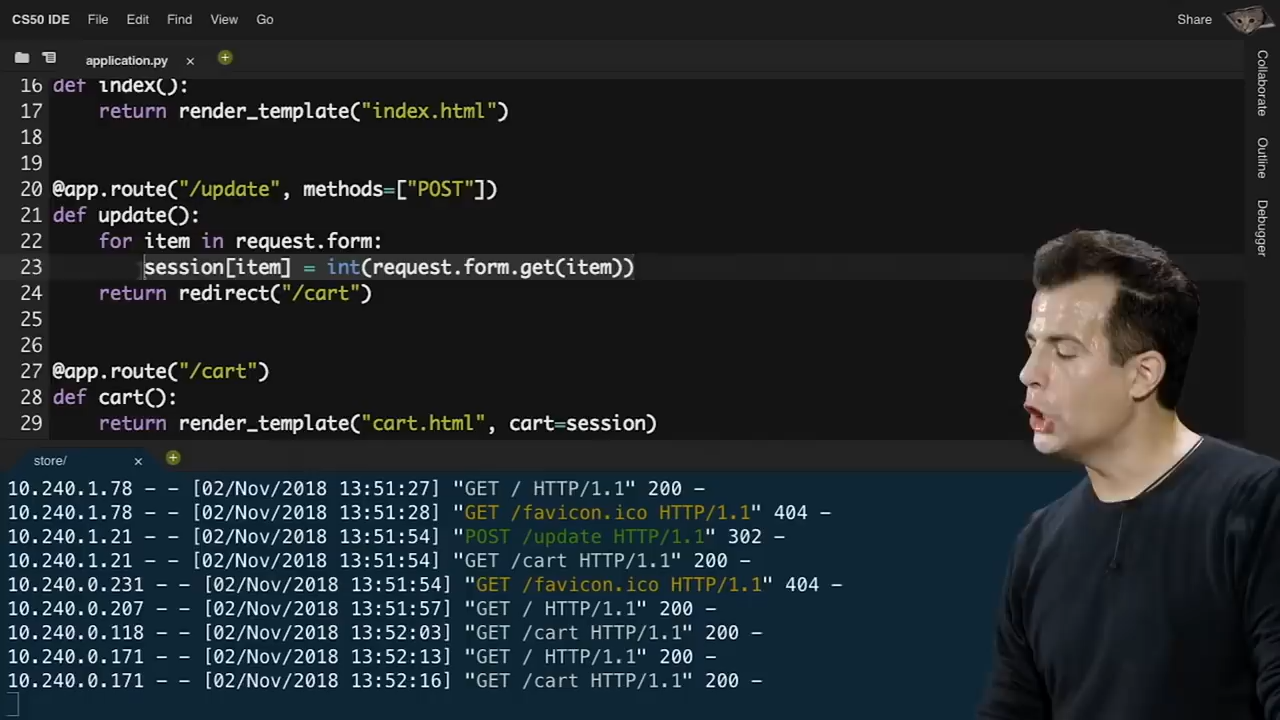 CS50 IDE File Edit Find View Go Share
application.py
Collaborate
Outline
Debugger
16 def index():
17 return render_template("index.html")
18
19
20 @app.route("/update", methods=["POST"])
21 def update():
22 for item in request.form:
23 session[item] = int(request.form.get(item))
24 return redirect("/cart")
25
26
27 @app.route("/cart")
28 def cart():
29 return render_template("cart.html", cart=session)
store/
10.240.1.78 - - [02/Nov/2018 13:51:27] "GET / HTTP/1.1" 200 -
10.240.1.78 - - [02/Nov/2018 13:51:28] "GET /favicon.ico HTTP/1.1" 404 -
10.240.1.21 - - [02/Nov/2018 13:51:54] "POST /update HTTP/1.1" 302 -
10.240.1.21 - - [02/Nov/2018 13:51:54] "GET /cart HTTP/1.1" 200 -
10.240.0.231 - - [02/Nov/2018 13:51:54] "GET /favicon.ico HTTP/1.1" 404 -
10.240.0.207 - - [02/Nov/2018 13:51:57] "GET / HTTP/1.1" 200 -
10.240.0.118 - - [02/Nov/2018 13:52:03] "GET /cart HTTP/1.1" 200 -
10.240.0.171 - - [02/Nov/2018 13:52:13] "GET / HTTP/1.1" 200 -
10.240.0.171 - - [02/Nov/2018 13:52:16] "GET /cart HTTP/1.1" 200 -